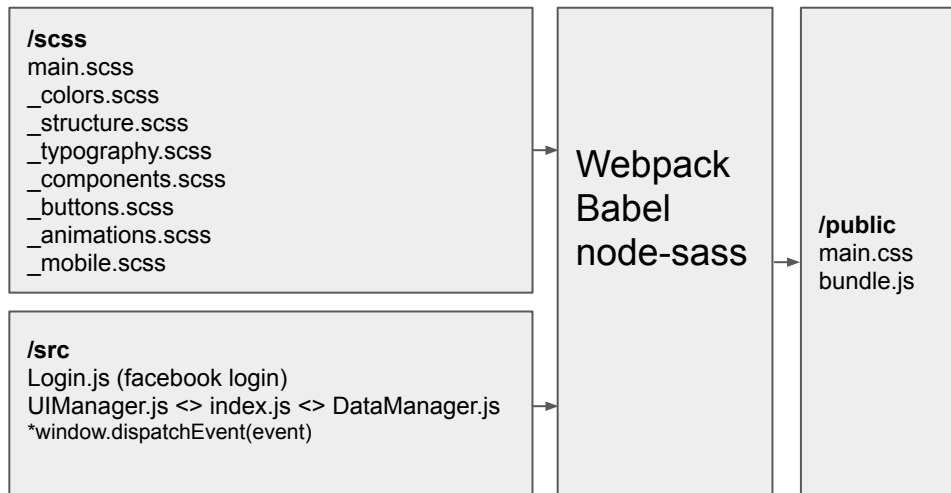 /scss
main.scss
_colors.scss
_structure.scss
_typography.scss
_components.scss
_buttons.scss
_animations.scss
_mobile.scss
/src
Login.js (facebook login)
UIManager.js <> index.js <> DataManager.js
*window.dispatchEvent(event)
Webpack
Babel
node-sass
/public
main.css
bundle.js